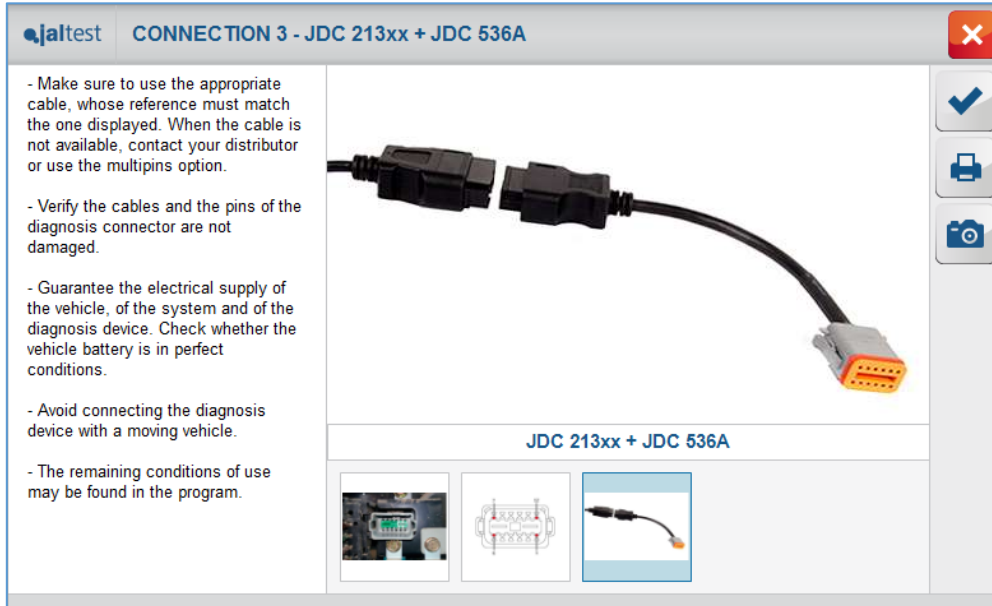 jaltest CONNECTION 3 - JDC 213xx + JDC 536A
- Make sure to use the appropriate
cable, whose reference must match
the one displayed. When the cable is
not available, contact your distributor
or use the multipins option.
- Verify the cables and the pins of the
diagnosis connector are not
damaged.
- Guarantee the electrical supply of
the vehicle, of the system and of the
diagnosis device. Check whether the
vehicle battery is in perfect
conditions.
- Avoid connecting the diagnosis
device with a moving vehicle.
- The remaining conditions of use
may be found in the program.
JDC 213xx + JDC 536A